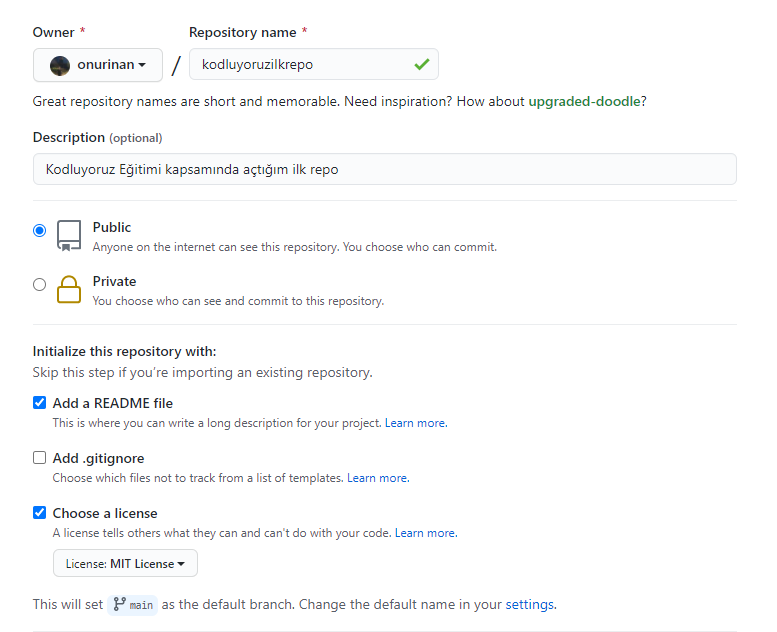 Owner * Repository name *
onurinan / kodluyoruzilkrepo
Great repository names are short and memorable. Need inspiration? How about upgraded-doodle?
Description (optional)
Kodluyoruz Eğitimi kapsamında açtığım ilk repo
Public
Anyone on the internet can see this repository. You choose who can commit.
Private
You choose who can see and commit to this repository.
Initialize this repository with:
Skip this step if you're importing an existing repository.
Add a README file
This is where you can write a long description for your project. Learn more.
Add .gitignore
Choose which files not to track from a list of templates. Learn more.
Choose a license
A license tells others what they can and can't do with your code. Learn more.
License: MIT License
This will set main as the default branch. Change the default name in your settings.